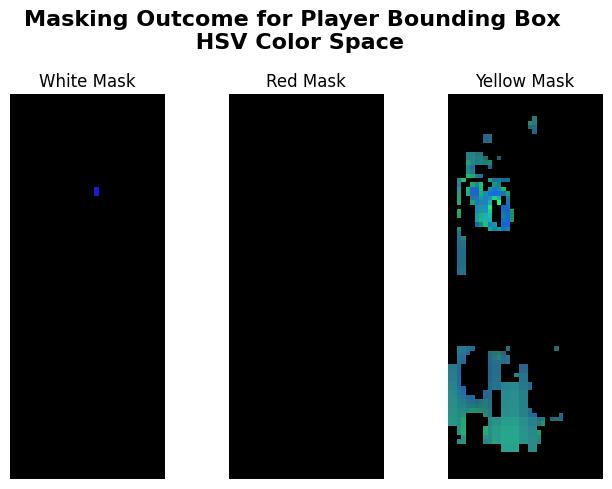 Masking Outcome for Player Bounding Box
HSV Color Space
White Mask
Red Mask
Yellow Mask